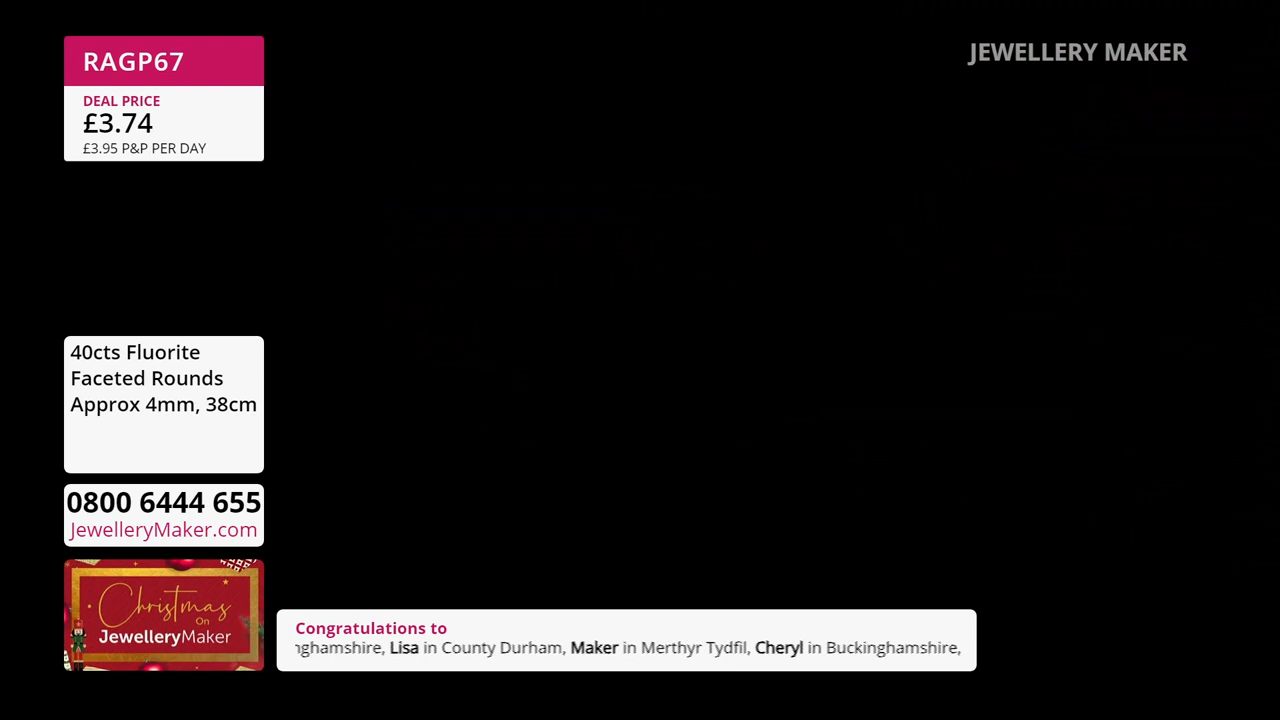 RAGP67
DEAL PRICE
£3.74
£3.95 P&P PER DAY
JEWELLERY MAKER
40cts Fluorite
Faceted Rounds
Approx 4mm, 38cm
0800 6444 655
JewelleryMaker.com
Christmas
On
JewelleryMaker
Congratulations to
nghamshire, Lisa in County Durham, Maker in Merthyr Tydfil, Cheryl in Buckinghamshire,